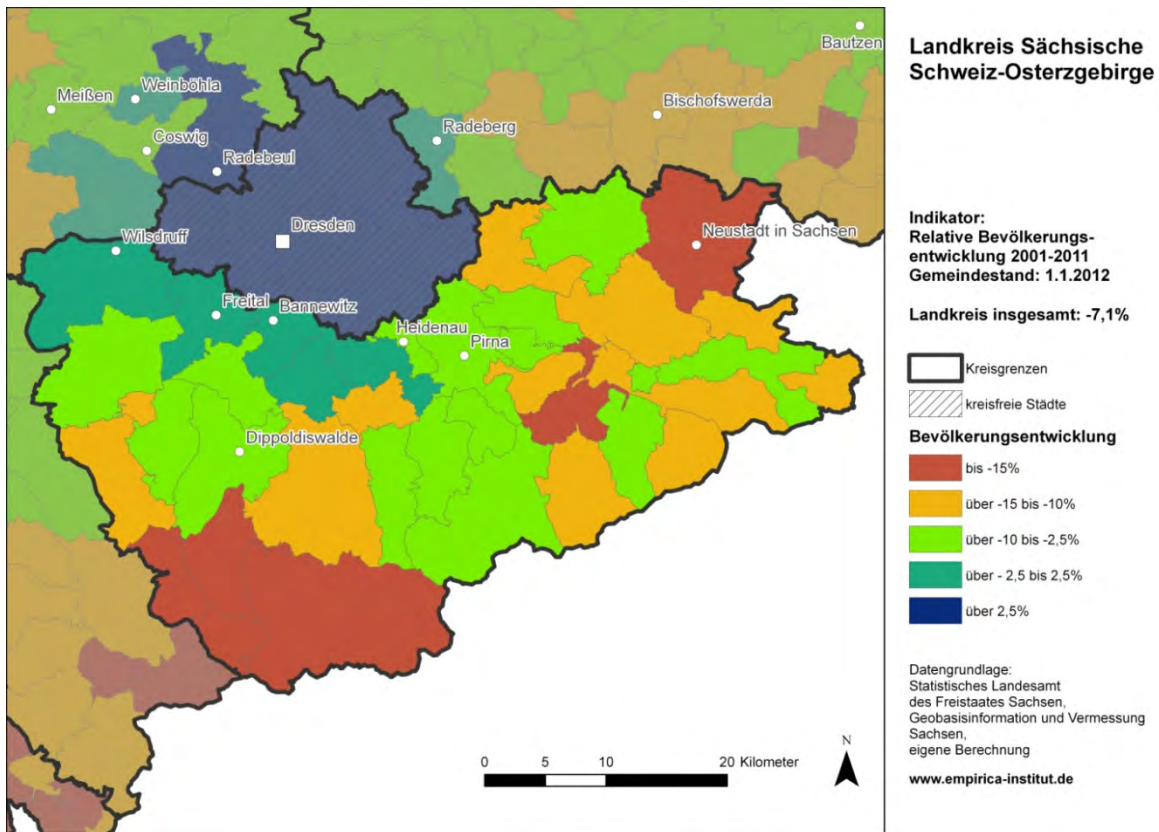 Bautzen
Weinböhla
Meißen
Bischofswerda
Coswig
Radeberg
Radebeul
Dresden
Wilsdruff
Neustadt in Sachsen
Freital
Bannewitz
Heidenau
Pirna
Dippoldiswalde
0 5 10 20 Kilometer
N
Landkreis Sächsische
Schweiz-Osterzgebirge
Indikator:
Relative Bevölkerungs-
entwicklung 2001-2011
Gemeindestand: 1.1.2012
Landkreis insgesamt: -7,1%
Kreisgrenzen
kreisfreie Städte
Bevölkerungsentwicklung
bis -15%
über -15 bis -10%
über -10 bis -2,5%
über - 2,5 bis 2,5%
über 2,5%
Datengrundlage:
Statistisches Landesamt
des Freistaates Sachsen,
Geobasisinformation und Vermessung
Sachsen,
eigene Berechnung
www.empirica-institut.de